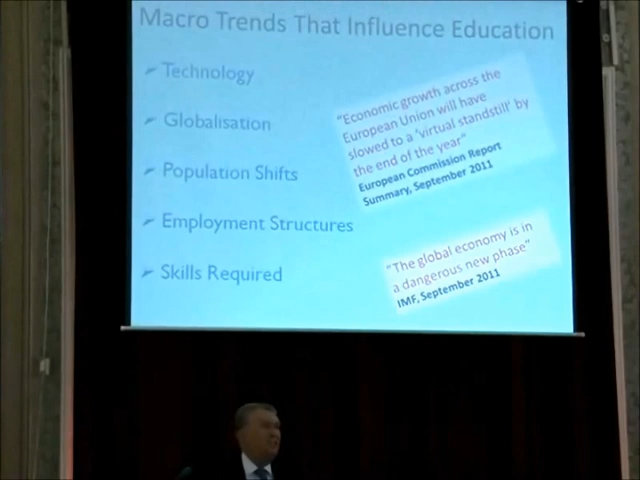 Macro Trends That Influence Education
Technology
Globalisation
Population Shifts
Employment Structures
Skills Required
"Economic growth across the
European Union will have
slowed to a 'virtual standstill' by
the end of the year"
European Commission Report
Summary, September 2011
"The global economy is in
a dangerous new phase"
IMF, September 2011